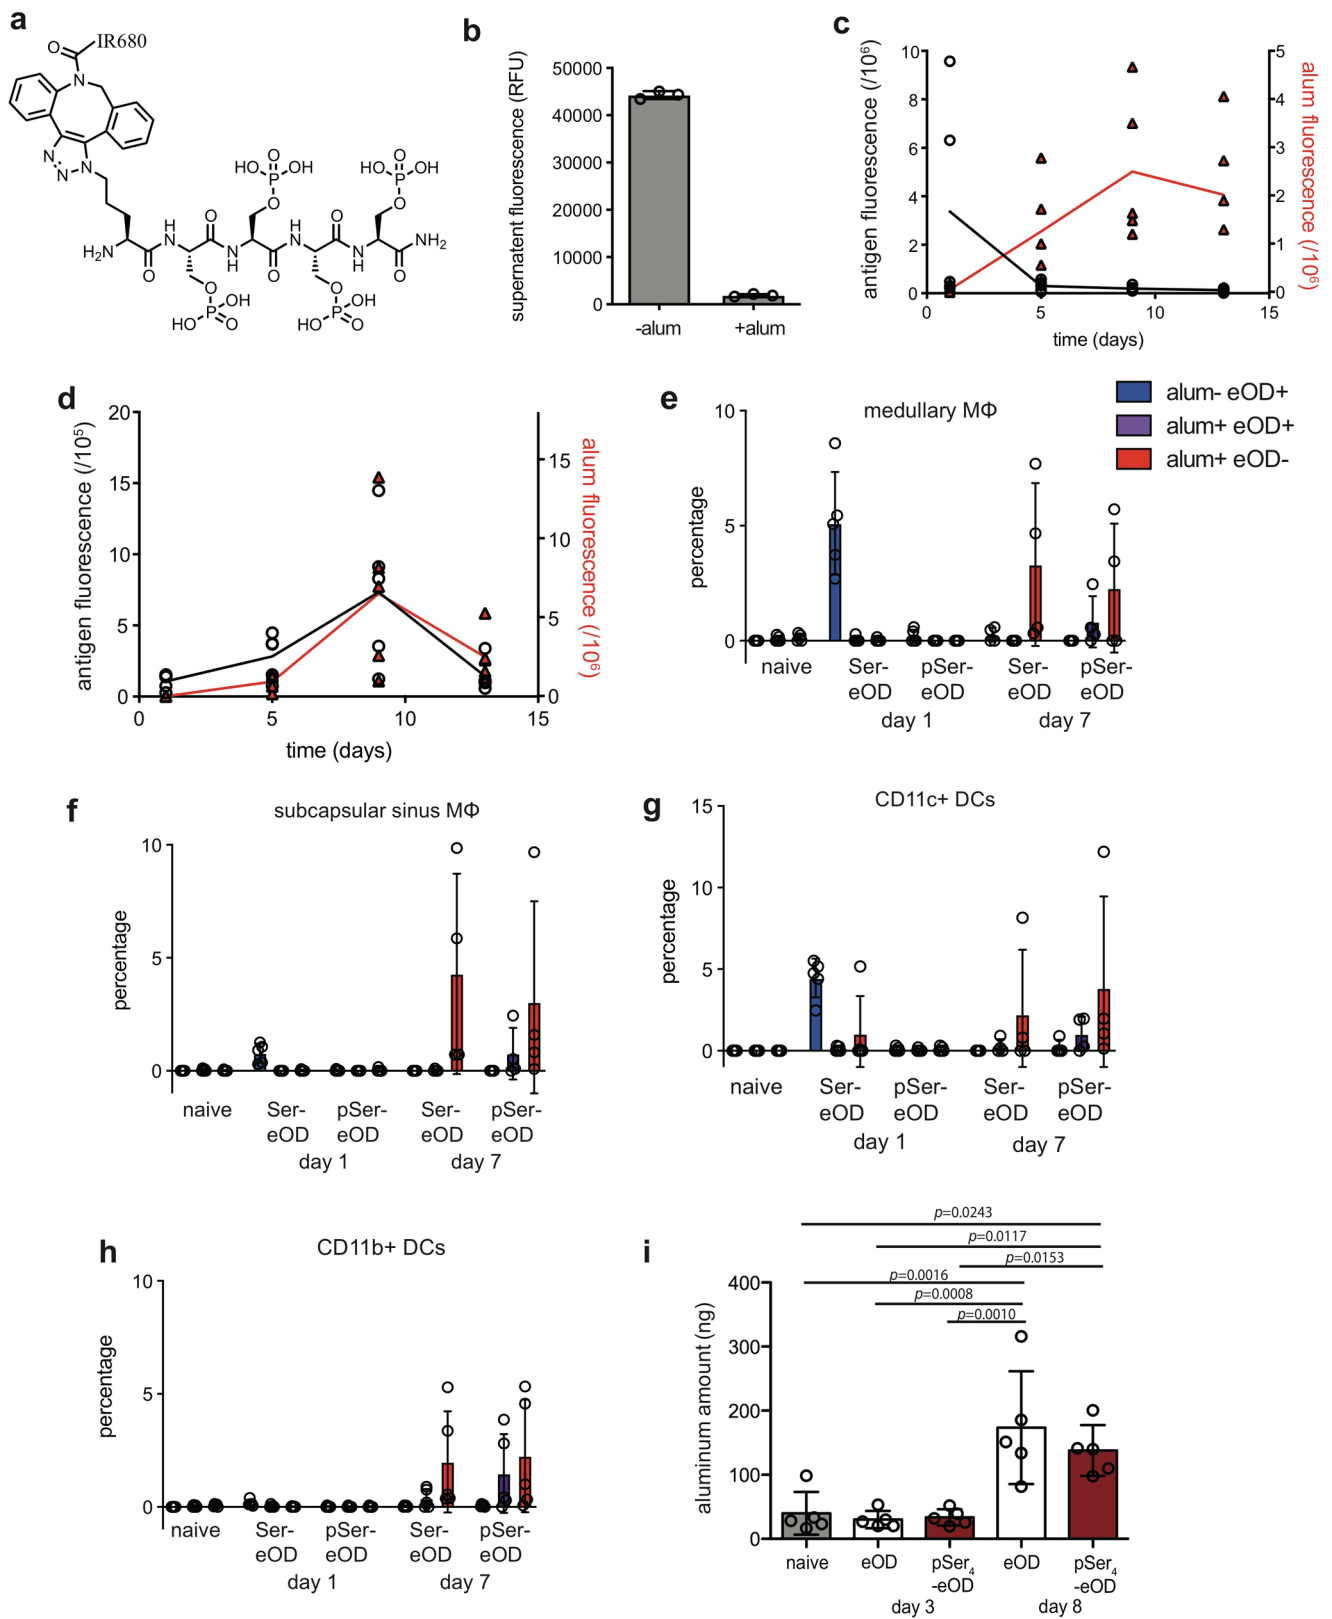 a
O
IR680
N
N
N
N
H2N
O
H
N
O
N
H
O
H
N
O
N
H
O
NH2
O
P
HO
OH
O
O
P
HO
OH
O
O
P
OH
HO
O
O
P
OH
HO
O
b
supernatent fluorescence (RFU)
50000
40000
30000
20000
10000
0
-alum
+alum
c
antigen fluorescence (/10⁶)
10
8
6
4
2
0
0
5
10
15
time (days)
5
4
3
2
1
0
alum fluorescence (/10⁶)
d
antigen fluorescence (/10⁵)
20
15
10
5
0
0
5
10
15
time (days)
15
10
5
0
alum fluorescence (/10⁶)
e
medullary MΦ
alum- eOD+
alum+ eOD+
alum+ eOD-
percentage
10
5
0
naive
Ser-
eOD
pSer-
eOD
Ser-
eOD
pSer-
eOD
day 1
day 7
f
subcapsular sinus MΦ
percentage
10
5
0
naive
Ser-
eOD
pSer-
eOD
Ser-
eOD
pSer-
eOD
day 1
day 7
g
CD11c+ DCs
percentage
15
10
5
0
naive
Ser-
eOD
pSer-
eOD
Ser-
eOD
pSer-
eOD
day 1
day 7
h
CD11b+ DCs
percentage
10
5
0
naive
Ser-
eOD
pSer-
eOD
Ser-
eOD
pSer-
eOD
day 1
day 7
i
p=0.0243
p=0.0117
p=0.0153
p=0.0016
p=0.0008
p=0.0010
aluminum amount (ng)
400
300
200
100
0
naive
eOD
pSer₄
-eOD
eOD
pSer₄
-eOD
day 3
day 8